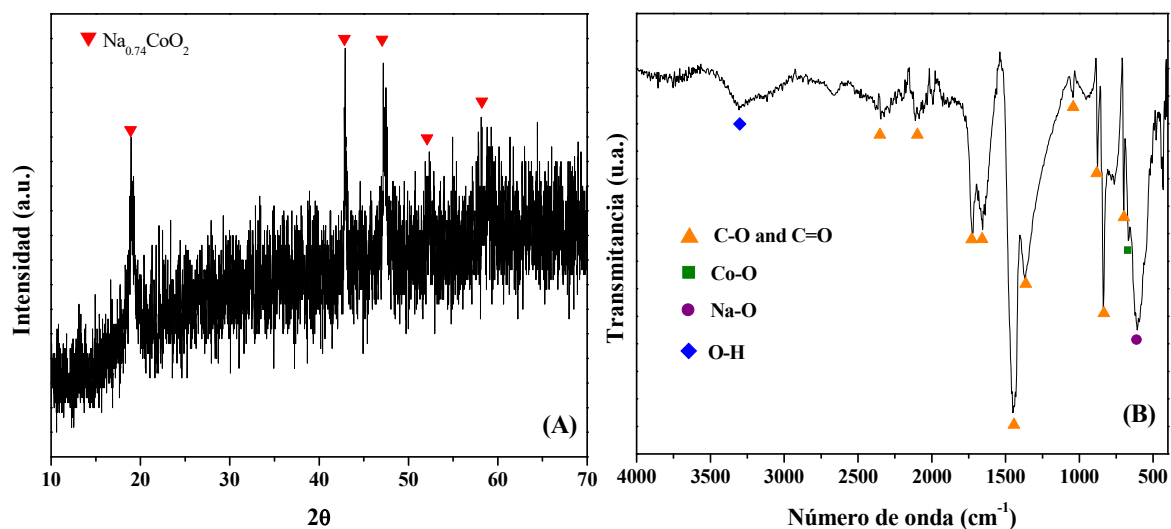 Na0.74CoO2
Intensidad (a.u.)
(A)
10 20 30 40 50 60 70
2θ
Transmitancia (u.a.)
C-O and C=O
Co-O
Na-O
O-H
(B)
4000 3500 3000 2500 2000 1500 1000 500
Número de onda (cm-1)